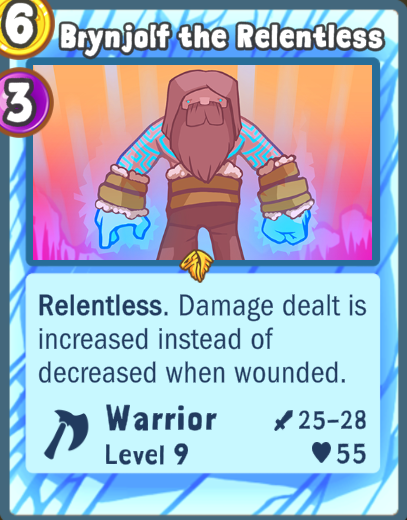 6
Brynjolf the Relentless
3
Relentless. Damage dealt is
increased instead of
decreased when wounded.
Warrior
25-28
Level 9
55